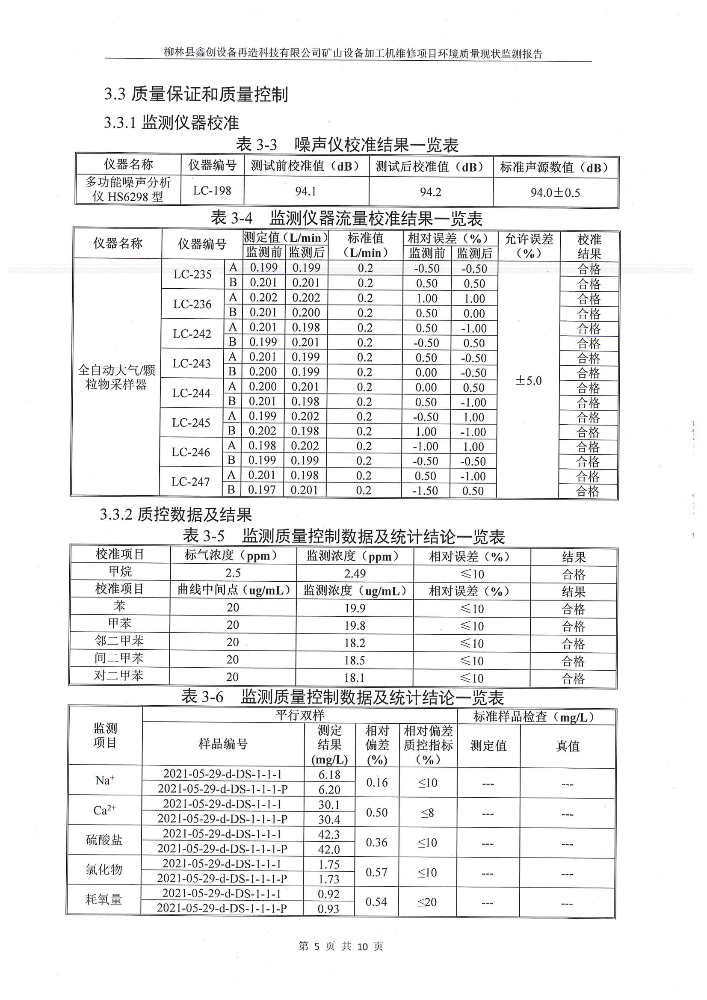 柳林县鑫创设备再造科技有限公司矿山设备加工机维修项目环境质量现状监测报告
3.3 质量保证和质量控制
3.3.1 监测仪器校准
表 3-3 噪声仪校准结果一览表
仪器名称 仪器编号 测试前校准值（dB） 测试后校准值（dB） 标准声源数值（dB）
多功能噪声分析
仪 HS6298 型 LC-198 94.1 94.2 94.0±0.5
表 3-4 监测仪器流量校准结果一览表
仪器名称 仪器编号 测定值（L/min） 标准值（L/min） 相对误差（%） 允许误差（%） 校准结果
监测前 监测后 监测前 监测后
全自动大气/颗粒物采样器 LC-235 A 0.199 0.199 0.2 -0.50 -0.50 ±5.0 合格
B 0.201 0.201 0.2 0.50 0.50 合格
LC-236 A 0.202 0.202 0.2 1.00 1.00 合格
B 0.201 0.200 0.2 0.50 0.00 合格
LC-242 A 0.201 0.198 0.2 0.50 -1.00 合格
B 0.199 0.201 0.2 -0.50 0.50 合格
LC-243 A 0.201 0.199 0.2 0.50 -0.50 合格
B 0.200 0.199 0.2 0.00 -0.50 合格
LC-244 A 0.200 0.201 0.2 0.00 0.50 合格
B 0.201 0.198 0.2 0.50 -1.00 合格
LC-245 A 0.199 0.202 0.2 -0.50 1.00 合格
B 0.202 0.198 0.2 1.00 -1.00 合格
LC-246 A 0.198 0.202 0.2 -1.00 1.00 合格
B 0.199 0.199 0.2 -0.50 -0.50 合格
LC-247 A 0.201 0.198 0.2 0.50 -1.00 合格
B 0.197 0.201 0.2 -1.50 0.50 合格
3.3.2 质控数据及结果
表 3-5 监测质量控制数据及统计结论一览表
校准项目 标气浓度（ppm） 监测浓度（ppm） 相对误差（%） 结果
甲烷 2.5 2.49 ≤10 合格
校准项目 曲线中间点（ug/mL） 监测浓度（ug/mL） 相对误差（%） 结果
苯 20 19.9 ≤10 合格
甲苯 20 19.8 ≤10 合格
邻二甲苯 20 18.2 ≤10 合格
间二甲苯 20 18.5 ≤10 合格
对二甲苯 20 18.1 ≤10 合格
表 3-6 监测质量控制数据及统计结论一览表
监测项目 平行双样 标准样品检查（mg/L）
样品编号 测定结果(mg/L) 相对偏差(%) 相对偏差质控指标（%） 测定值 真值
Na⁺ 2021-05-29-d-DS-1-1-1 6.18 0.16 ≤10 --- ---
2021-05-29-d-DS-1-1-1-P 6.20
Ca²⁺ 2021-05-29-d-DS-1-1-1 30.1 0.50 ≤8 --- ---
2021-05-29-d-DS-1-1-1-P 30.4
硫酸盐 2021-05-29-d-DS-1-1-1 42.3 0.36 ≤10 --- ---
2021-05-29-d-DS-1-1-1-P 42.0
氯化物 2021-05-29-d-DS-1-1-1 1.75 0.57 ≤10 --- ---
2021-05-29-d-DS-1-1-1-P 1.73
耗氧量 2021-05-29-d-DS-1-1-1 0.92 0.54 ≤20 --- ---
2021-05-29-d-DS-1-1-1-P 0.93
第 5 页 共 10 页